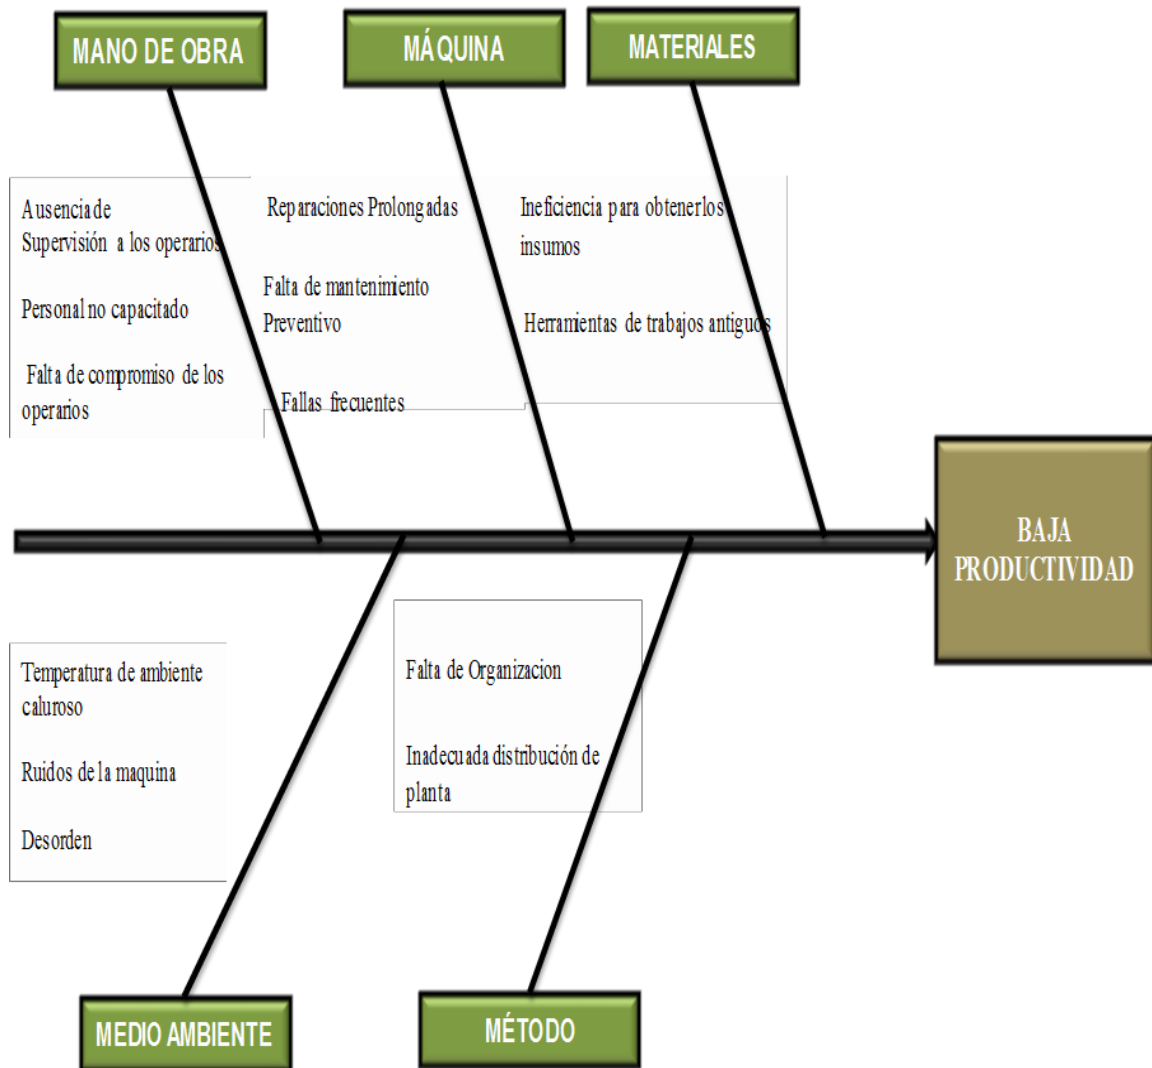 MANO DE OBRA
MÁQUINA
MATERIALES
Ausencia de
Supervisión a los operarios
Personal no capacitado
Falta de compromiso de los
operarios
Reparaciones Prolongadas
Falta de mantenimiento
Preventivo
Fallas frecuentes
Ineficiencia para obtenerlos
insumos
Herramientas de trabajos antiguos
BAJA
PRODUCTIVIDAD
Temperatura de ambiente
caluroso
Ruidos de la maquina
Desorden
Falta de Organizacion
Inadecuada distribución de
planta
MEDIO AMBIENTE
MÉTODO